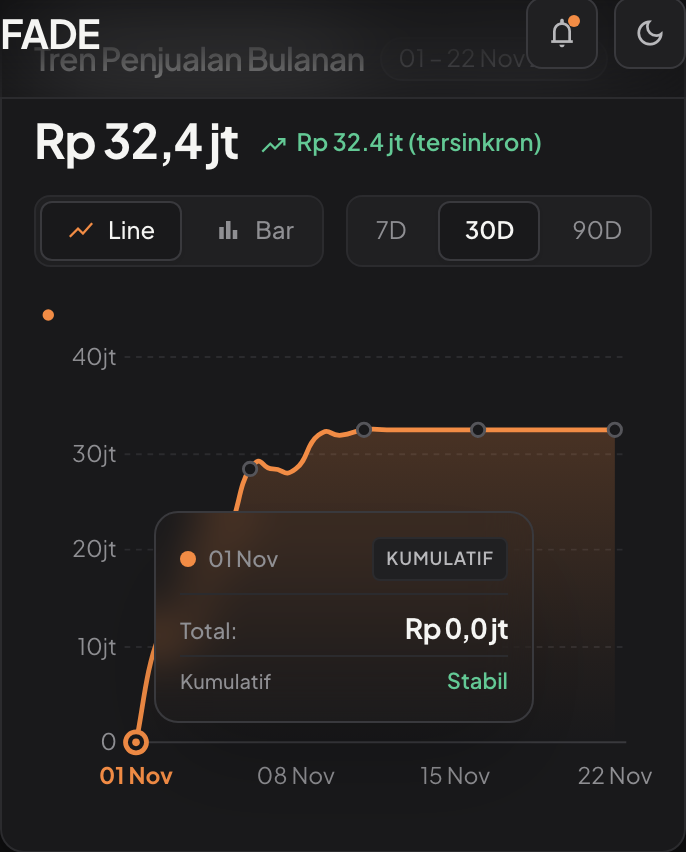 FADE
Tren Penjualan Bulanan 01 – 22 Nov
Rp 32,4 jt Rp 32.4 jt (tersinkron)
Line Bar 7D 30D 90D
40jt
30jt
20jt
10jt
0
01 Nov KUMULATIF
Total: Rp 0,0 jt
Kumulatif Stabil
01 Nov 08 Nov 15 Nov 22 Nov